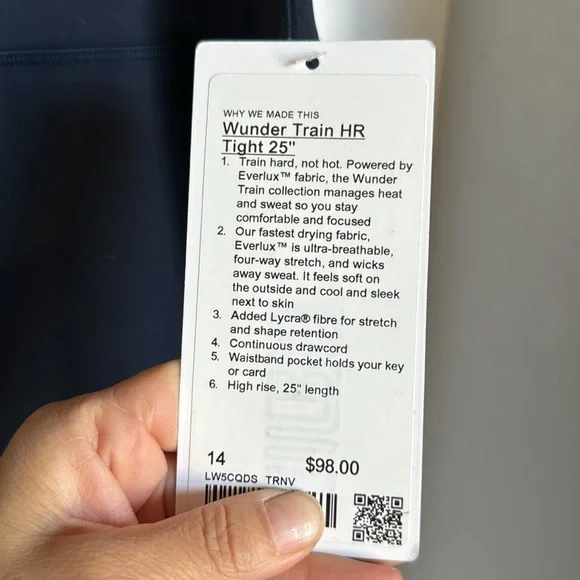 WHY WE MADE THIS
Wunder Train HR
Tight 25"
1. Train hard, not hot. Powered by
Everlux™ fabric, the Wunder
Train collection manages heat
and sweat so you stay
comfortable and focused
2. Our fastest drying fabric,
Everlux™ is ultra-breathable,
four-way stretch, and wicks
away sweat. It feels soft on
the outside and cool and sleek
next to skin
3. Added Lycra® fibre for stretch
and shape retention
4. Continuous drawcord
5. Waistband pocket holds your key
or card
6. High rise, 25" length
14 $98.00
LW5CQDS TRNV